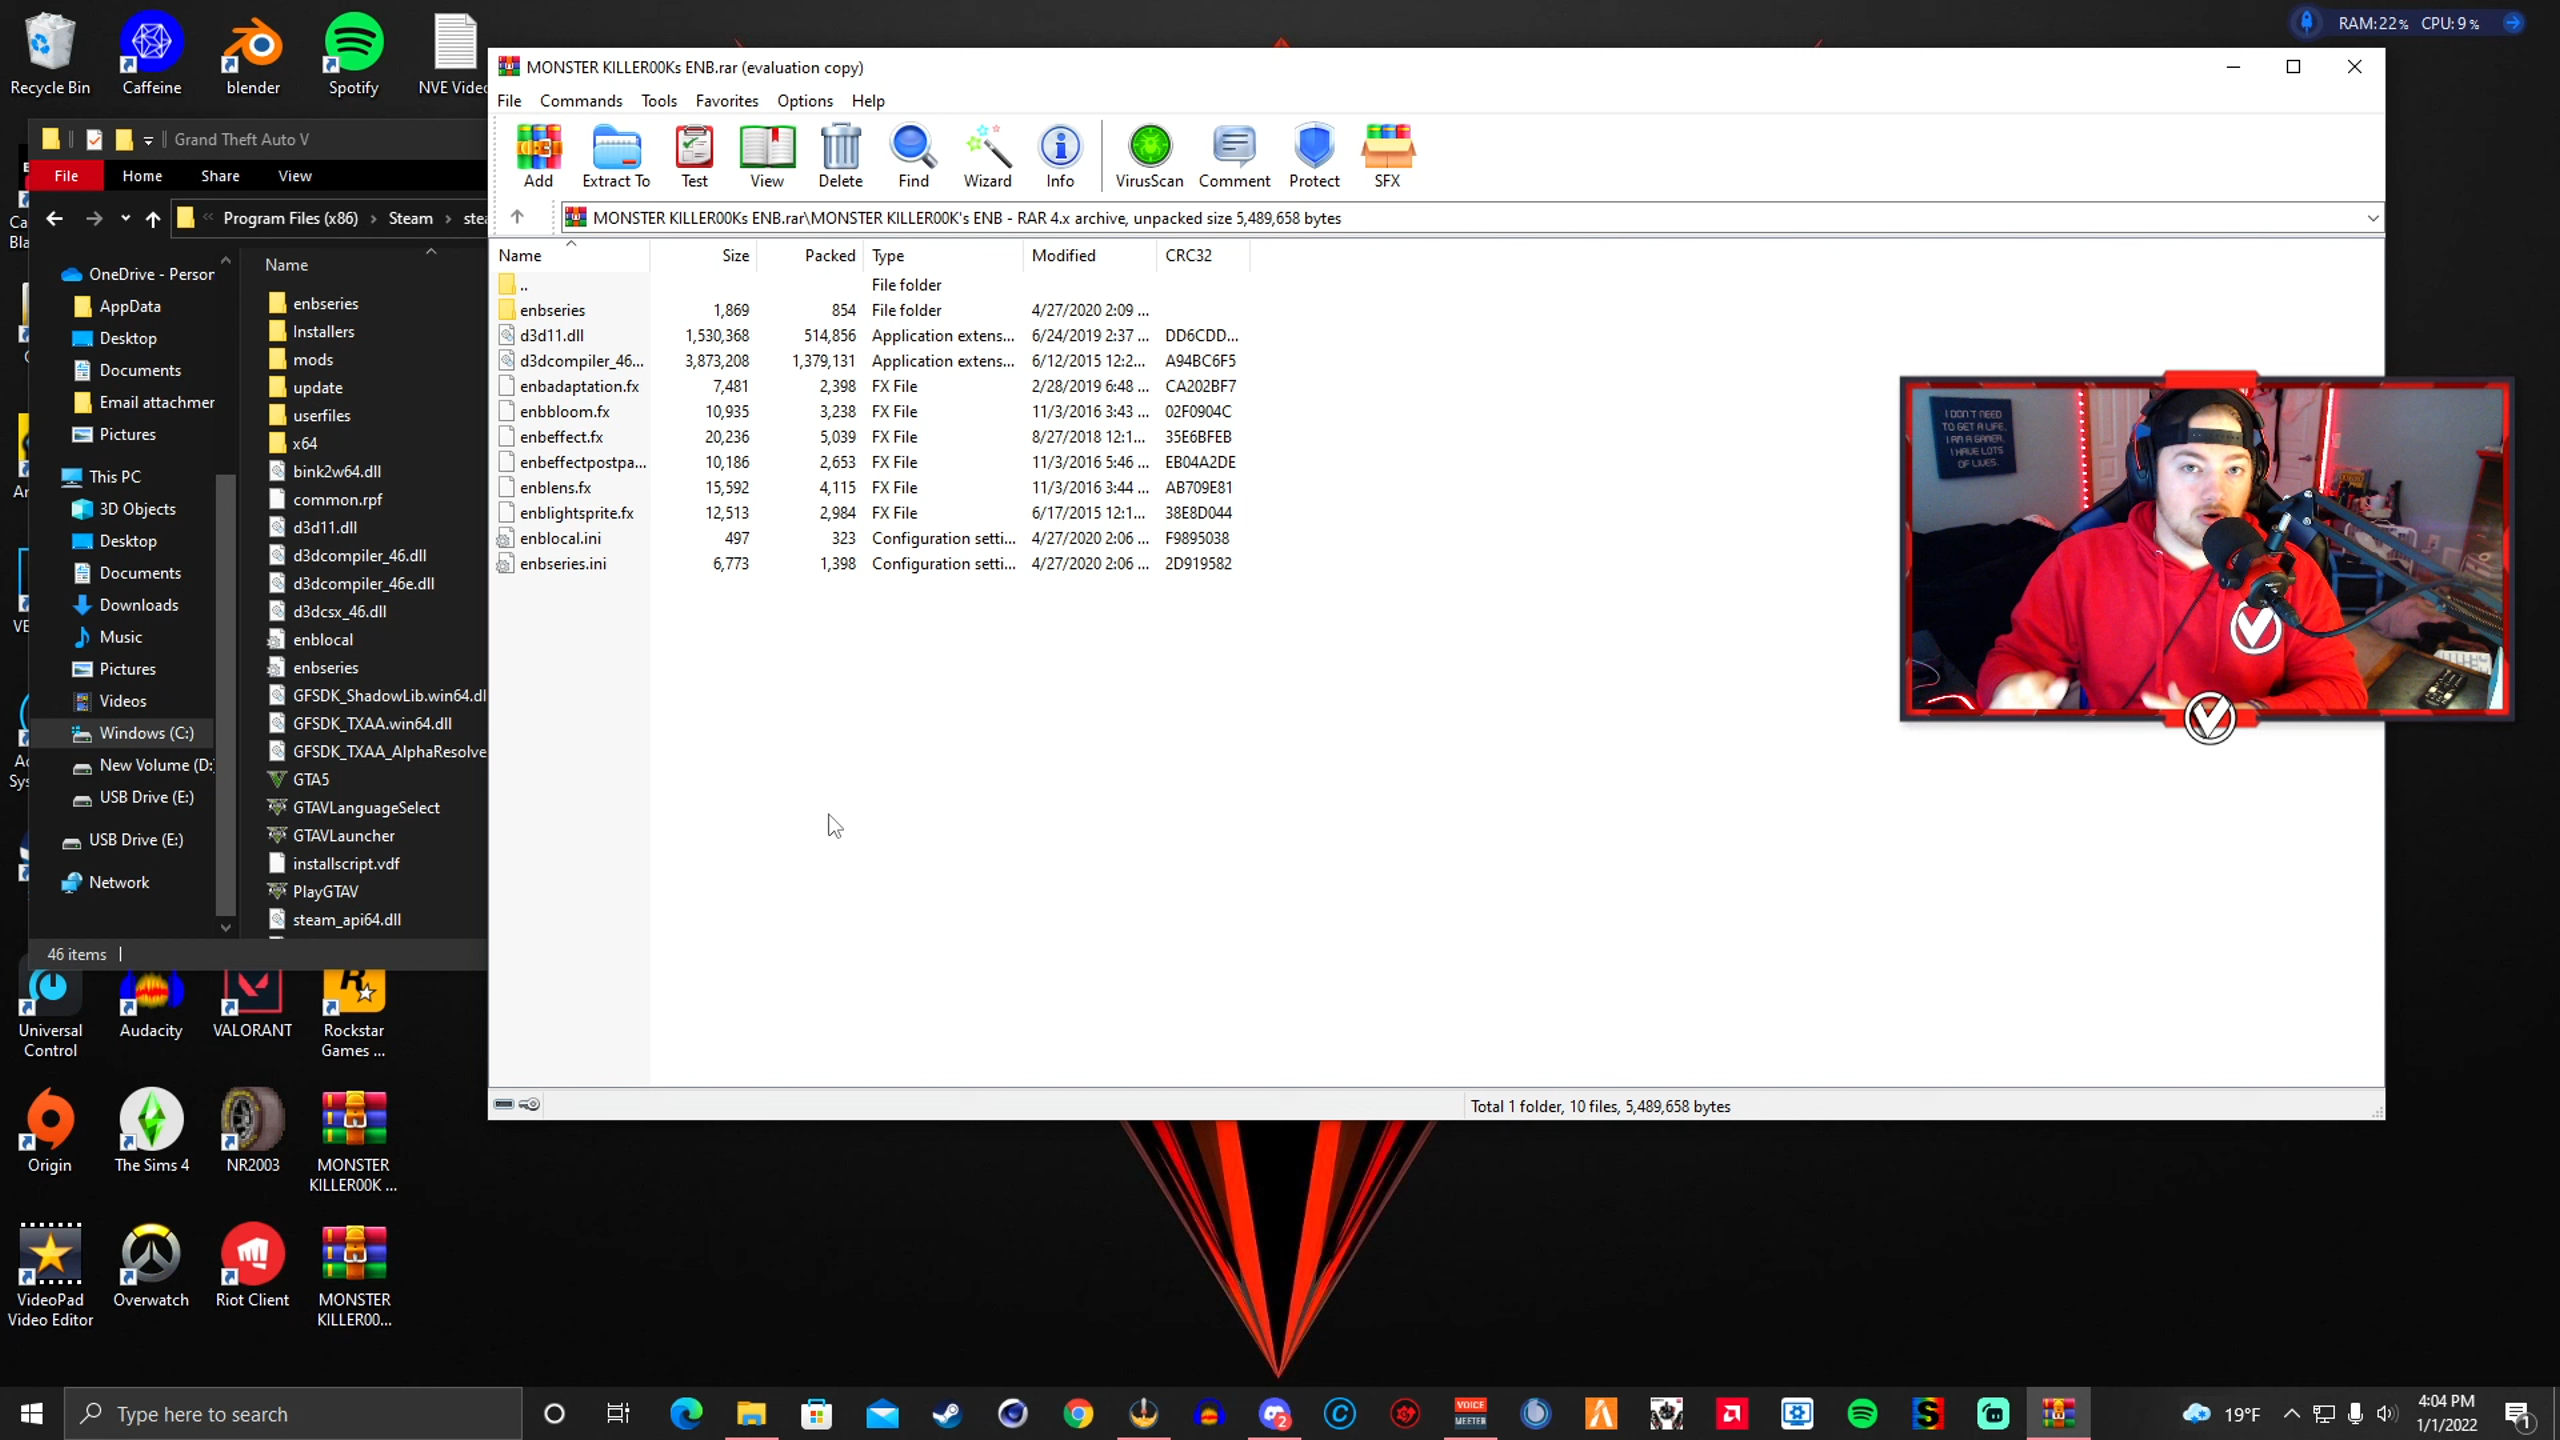 Recycle Bin
Caffeine
blender
Spotify
NVE Video
RAM:22% CPU:9%
MONSTER KILLER00Ks ENB.rar (evaluation copy)
File Commands Tools Favorites Options Help
Add
Extract To
Test
View
Delete
Find
Wizard
Info
VirusScan
Comment
Protect
SFX
MONSTER KILLER00Ks ENB.rar\MONSTER KILLER00K's ENB - RAR 4.x archive, unpacked size 5,489,658 bytes
Name Size Packed Type Modified CRC32
.. File folder
enbseries 1,869 854 File folder 4/27/2020 2:09 ...
d3d11.dll 1,530,368 514,856 Application extens... 6/24/2019 2:37 ... DD6CDD...
d3dcompiler_46... 3,873,208 1,379,131 Application extens... 6/12/2015 12:2... A94BC6F5
enbadaptation.fx 7,481 2,398 FX File 2/28/2019 6:48 ... CA202BF7
enbbloom.fx 10,935 3,238 FX File 11/3/2016 3:43 ... 02F0904C
enbeffect.fx 20,236 5,039 FX File 8/27/2018 12:1... 35E6BFEB
enbeffectpostpa... 10,186 2,653 FX File 11/3/2016 5:46 ... EB04A2DE
enblens.fx 15,592 4,115 FX File 11/3/2016 3:44 ... AB709E81
enblightsprite.fx 12,513 2,984 FX File 6/17/2015 12:1... 38E8D044
enblocal.ini 497 323 Configuration setti... 4/27/2020 2:06 ... F9895038
enbseries.ini 6,773 1,398 Configuration setti... 4/27/2020 2:06 ... 2D919582
Total 1 folder, 10 files, 5,489,658 bytes
Grand Theft Auto V
File Home Share View
Program Files (x86) Steam stea
OneDrive - Person
AppData
Desktop
Documents
Email attachmer
Pictures
This PC
3D Objects
Desktop
Documents
Downloads
Music
Pictures
Videos
Windows (C:)
New Volume (D:
USB Drive (E:)
USB Drive (E:)
Network
Name
enbseries
Installers
mods
update
userfiles
x64
bink2w64.dll
common.rpf
d3d11.dll
d3dcompiler_46.dll
d3dcompiler_46e.dll
d3dcsx_46.dll
enblocal
enbseries
GFSDK_ShadowLib.win64.dl
GFSDK_TXAA.win64.dll
GFSDK_TXAA_AlphaResolve
GTA5
GTAVLanguageSelect
GTAVLauncher
installscript.vdf
PlayGTAV
steam_api64.dll
46 items
I DON'T NEED
TO GET A LIFE,
I AM A GAMER,
I HAVE LOTS
OF LIVES.
Universal
Control
Audacity
VALORANT
Rockstar
Games ...
Origin
The Sims 4
NR2003
MONSTER
KILLER00K ...
VideoPad
Video Editor
Overwatch
Riot Client
MONSTER
KILLER00...
Type here to search
VOICE
MEETER
19°F
4:04 PM
1/1/2022